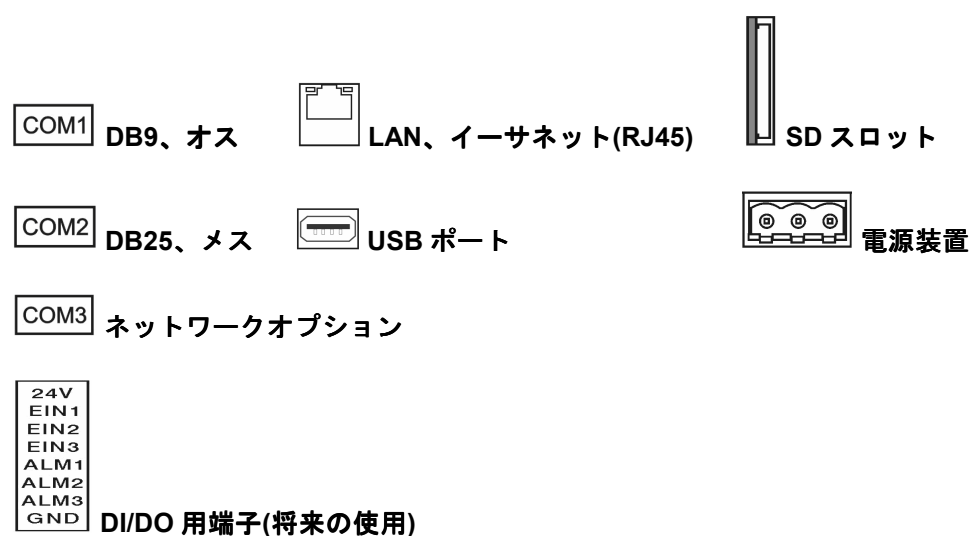 COM1 DB9、オス
LAN、イーサネット(RJ45)
SD スロット
COM2 DB25、メス
USB ポート
電源装置
COM3 ネットワークオプション
24V
EIN1
EIN2
EIN3
ALM1
ALM2
ALM3
GND
DI/DO 用端子(将来の使用)